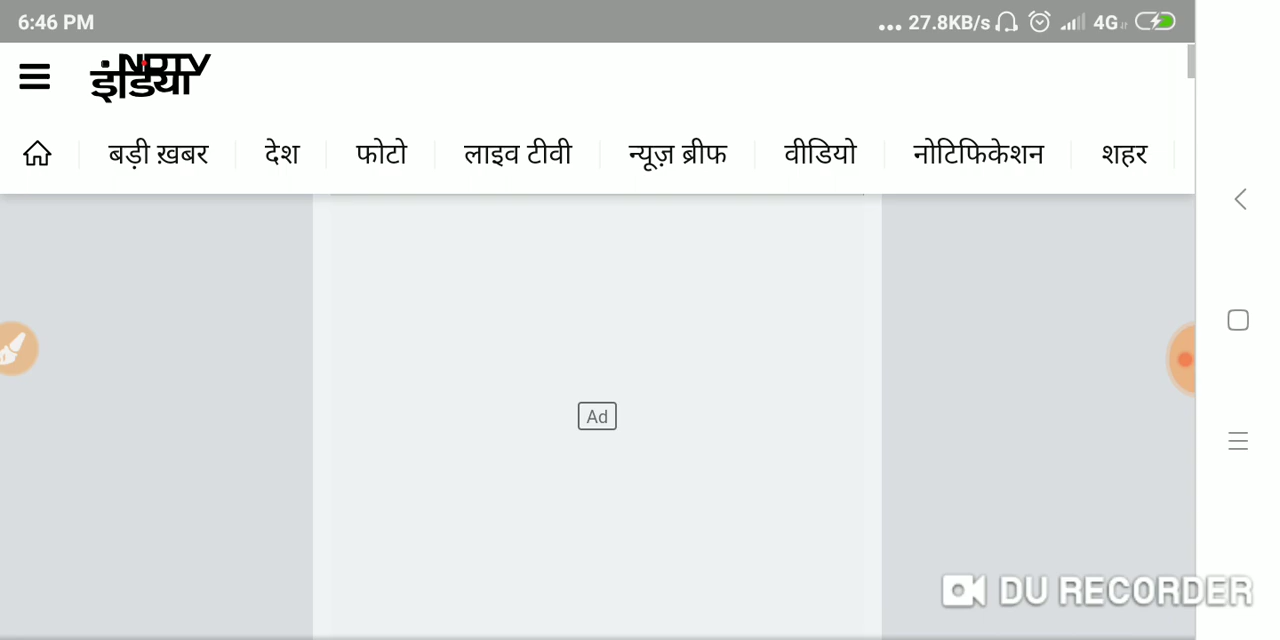 6:46 PM
... 27.8KB/s 4G
NDTV
इंडिया
बड़ी ख़बर देश फोटो लाइव टीवी न्यूज़ ब्रीफ वीडियो नोटिफिकेशन शहर
Ad
DU RECORDER